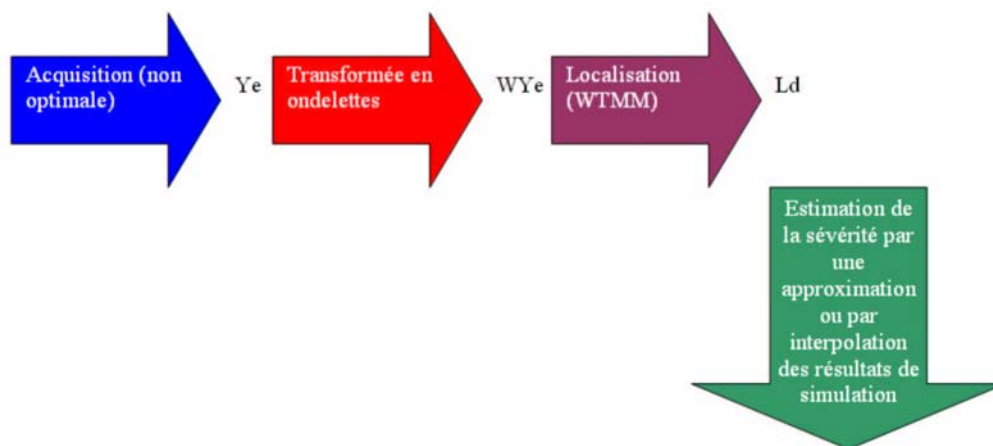 Acquisition (non
optimale)
Ye
Transformée en
ondelettes
WYe
Localisation
(WTMM)
Ld
Estimation de
la sévérité par
une
approximation
ou par
interpolation
des résultats de
simulation